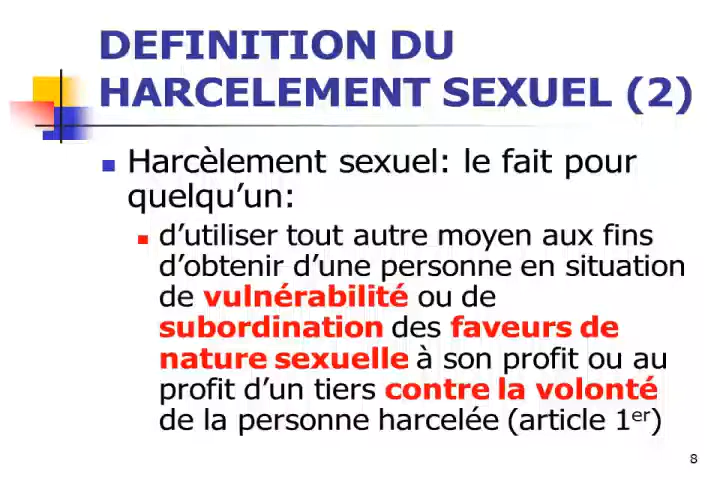 DEFINITION DU
HARCELEMENT SEXUEL (2)
Harcèlement sexuel: le fait pour
quelqu’un:
d’utiliser tout autre moyen aux fins
d’obtenir d’une personne en situation
de vulnérabilité ou de
subordination des faveurs de
nature sexuelle à son profit ou au
profit d’un tiers contre la volonté
de la personne harcelée (article 1er)
8